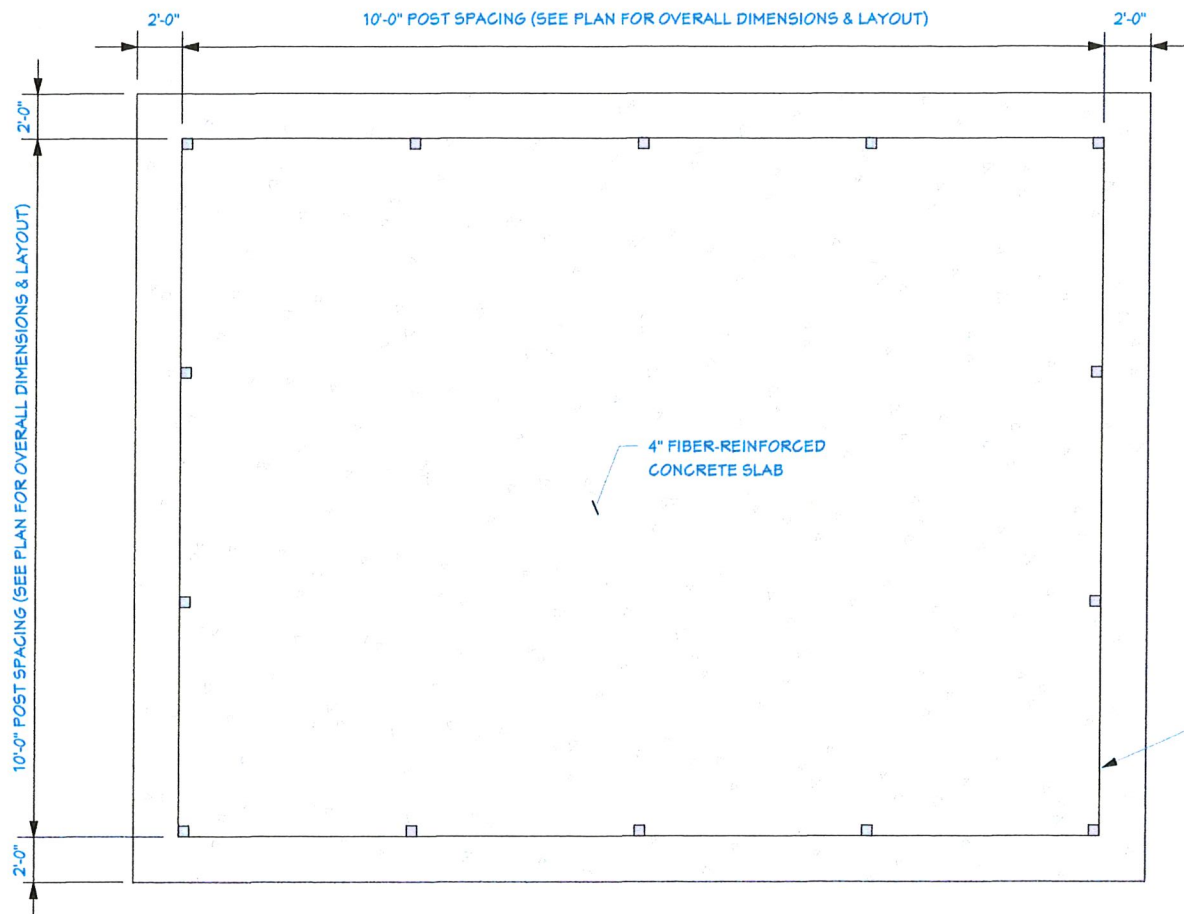 2'-0"
10'-0" POST SPACING (SEE PLAN FOR OVERALL DIMENSIONS & LAYOUT)
2'-0"
2'-0"
10'-0" POST SPACING (SEE PLAN FOR OVERALL DIMENSIONS & LAYOUT)
4" FIBER-REINFORCED
CONCRETE SLAB
2'-0"